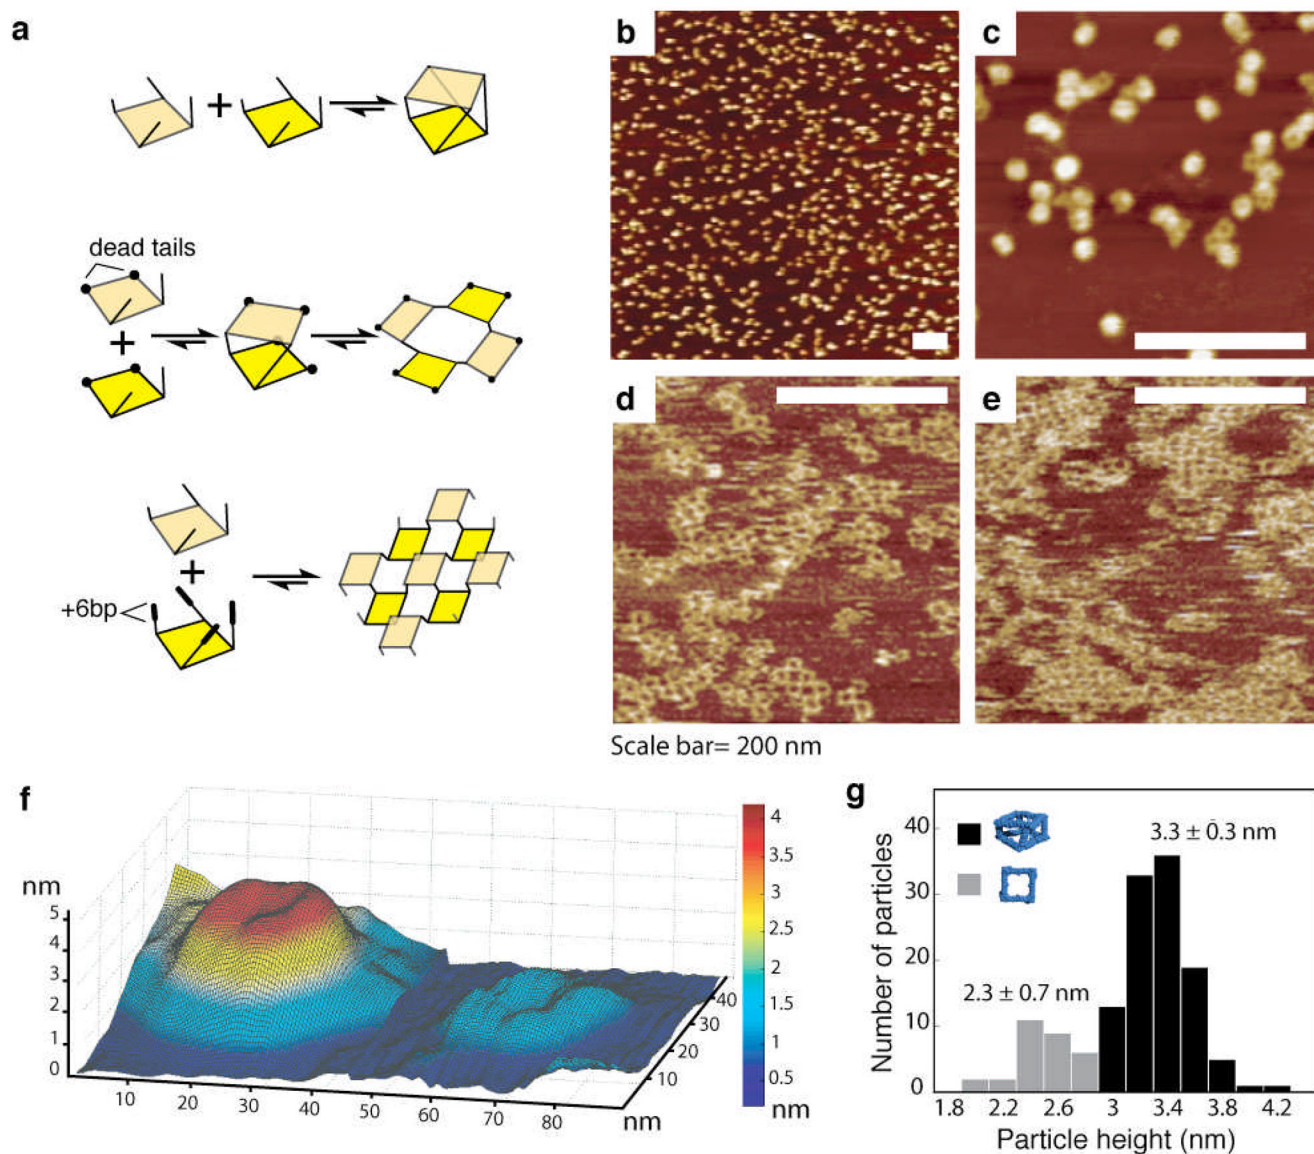 a
dead tails
+6bp
b
c
d
e
Scale bar= 200 nm
f
nm
5
4
3
2
1
0
10
20
30
40
50
60
70
80
nm
10
20
30
40
4
3.5
3
2.5
2
1.5
1
0.5
nm
g
Number of particles
40
30
20
10
0
3.3 ± 0.3 nm
2.3 ± 0.7 nm
1.8 2.2 2.6 3 3.4 3.8 4.2
Particle height (nm)